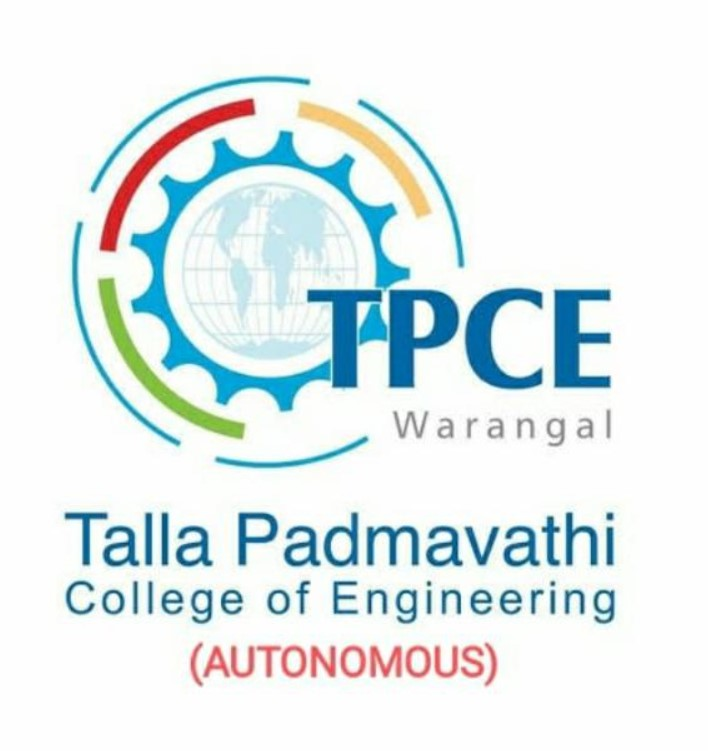 TPCE
Warangal
Talla Padmavathi
College of Engineering
(AUTONOMOUS)